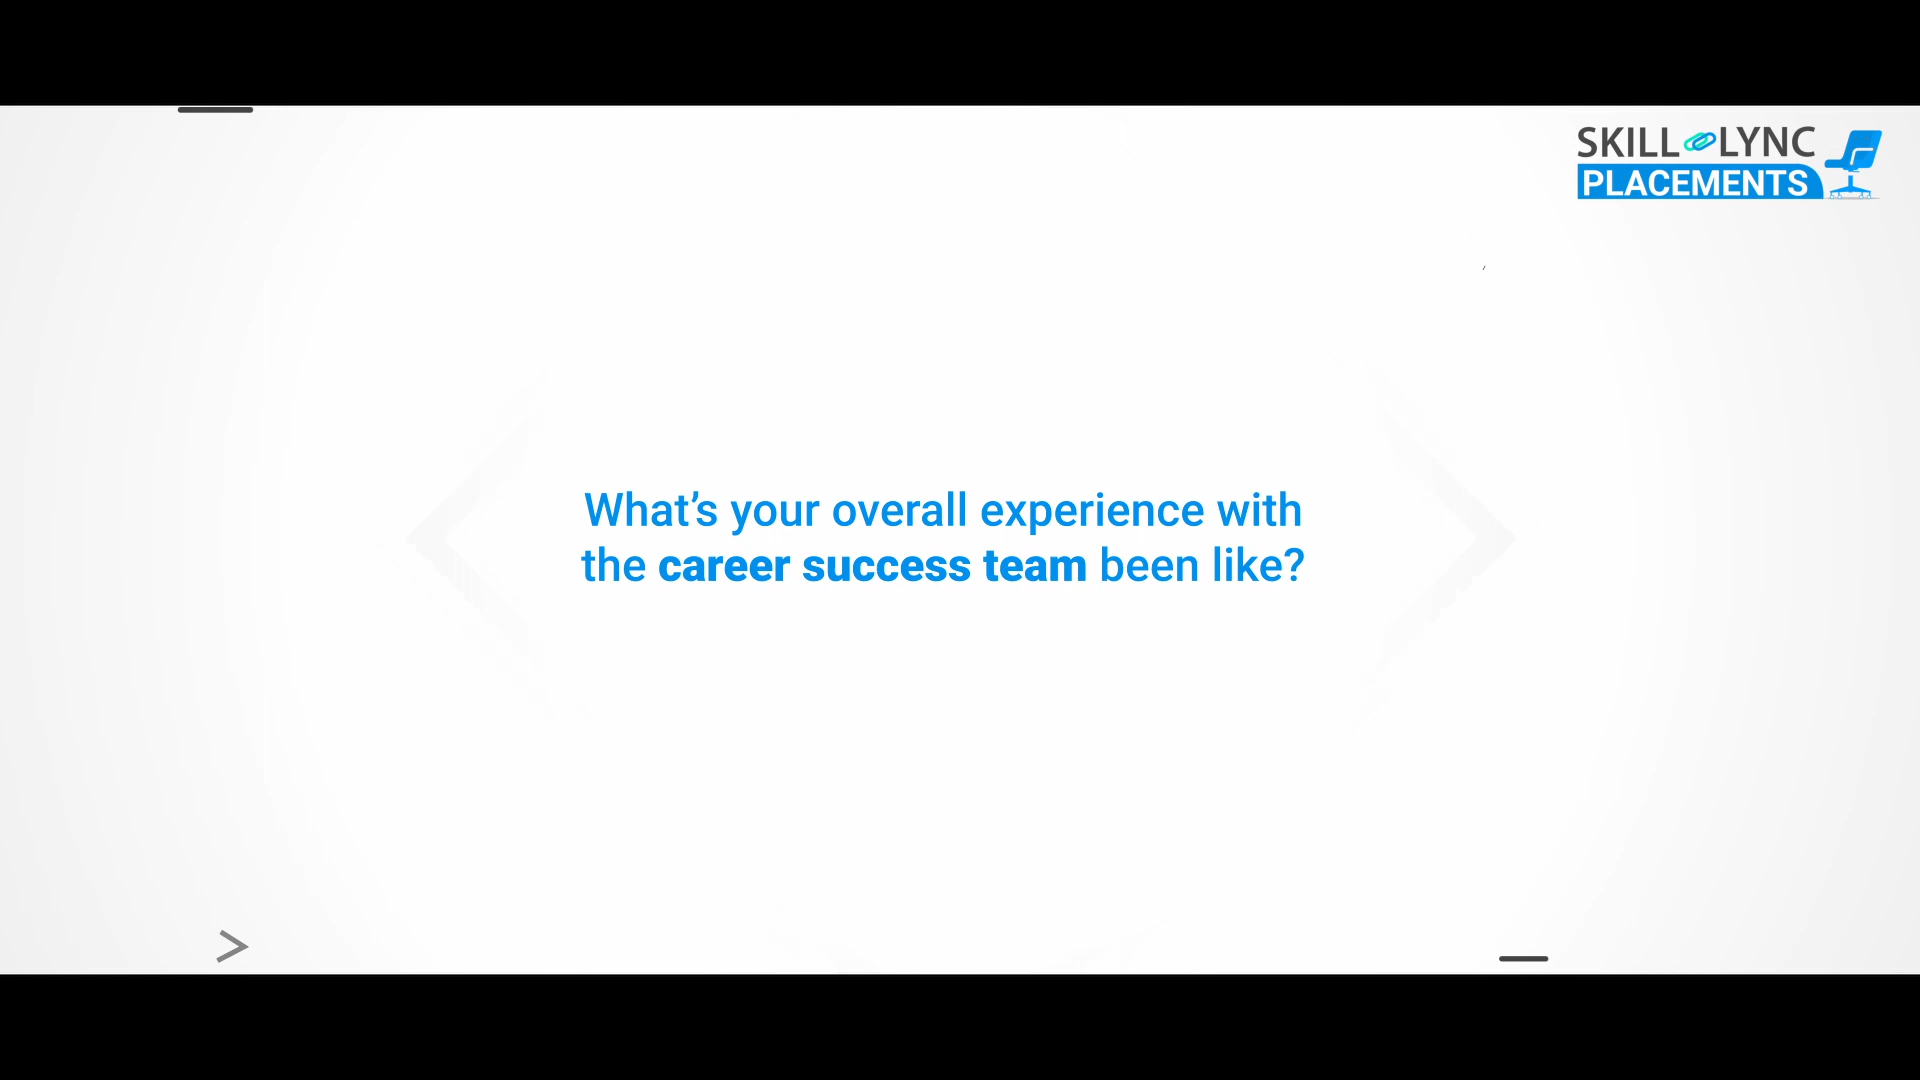 SKILL LYNC
PLACEMENTS
What’s your overall experience with
the career success team been like?